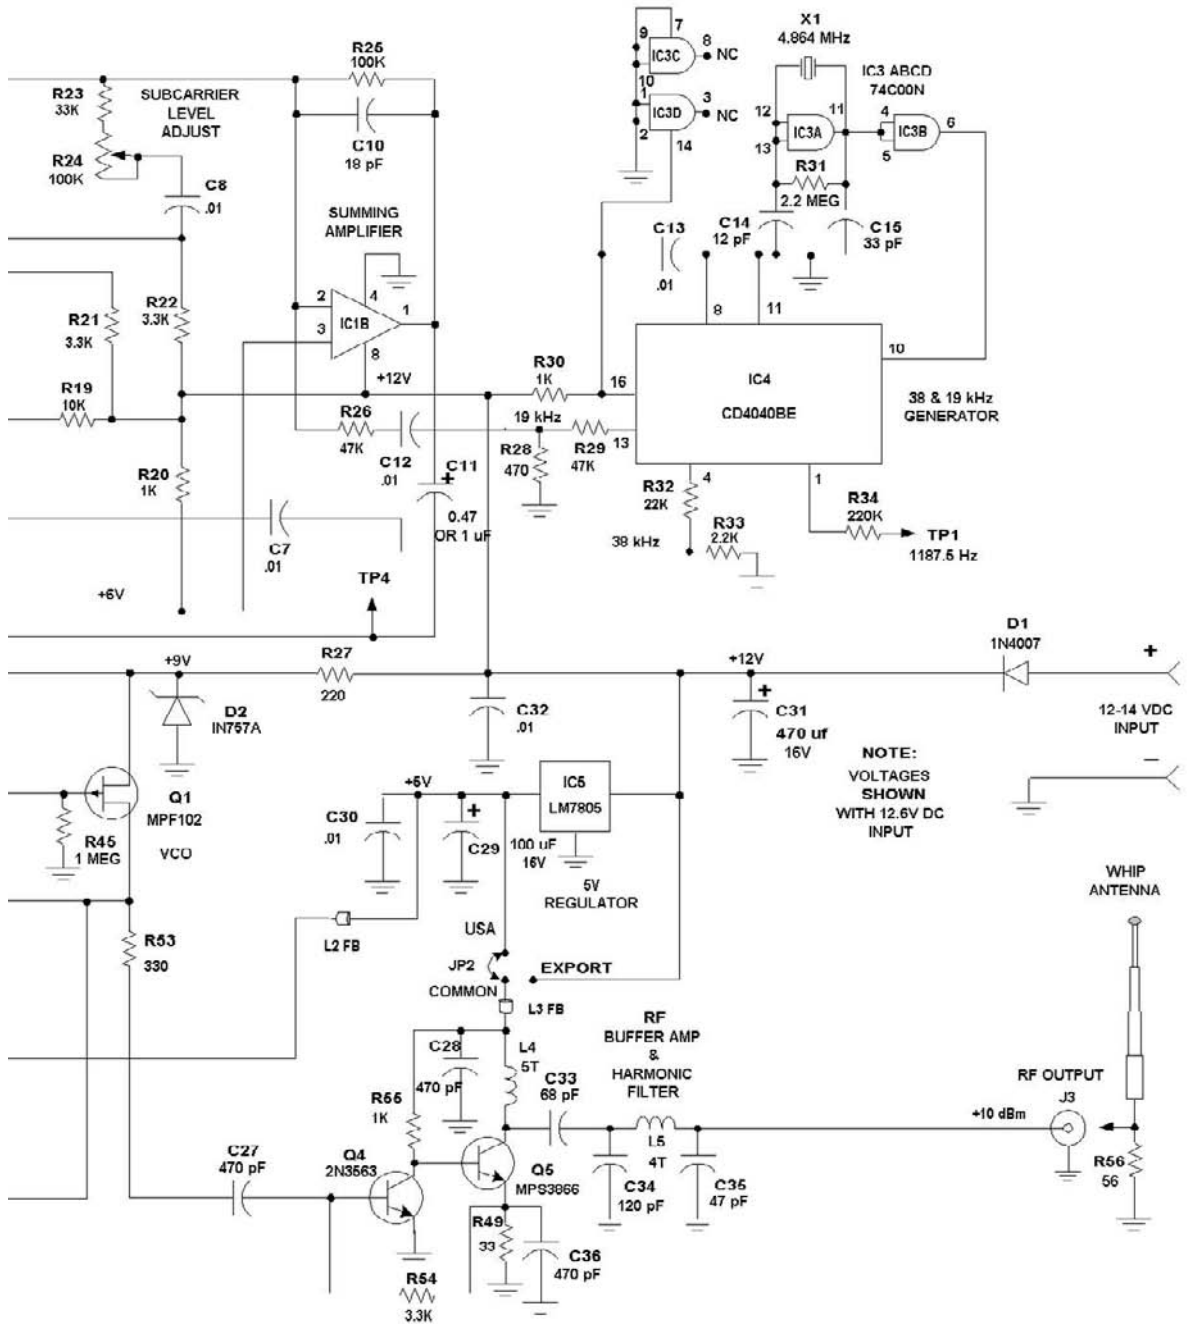 R25
100K
C10
18 pF
R23
33K
SUBCARRIER
LEVEL
ADJUST
R24
100K
C8
.01
SUMMING
AMPLIFIER
2
3
4
1
8
IC1B
+12V
R22
3.3K
R21
3.3K
R19
10K
R20
1K
R26
47K
C12
.01
C11
+
0.47
OR 1 uF
C7
.01
TP4
+6V
9
7
8
NC
IC3C
10
1
2
3
NC
IC3D
14
X1
4.864 MHz
IC3 ABCD
74C00N
12
13
11
IC3A
4
5
6
IC3B
R31
2.2 MEG
C14
12 pF
C15
33 pF
C13
.01
8
11
10
16
13
4
1
IC4
CD4040BE
38 & 19 kHz
GENERATOR
R30
1K
19 kHz
R28
470
R29
47K
R32
22K
R33
2.2K
38 kHz
R34
220K
TP1
1187.5 Hz
+9V
R27
220
D2
IN757A
C32
.01
+12V
+
C31
470 uf
16V
D1
1N4007
+
12-14 VDC
INPUT
–
NOTE:
VOLTAGES
SHOWN
WITH 12.6V DC
INPUT
Q1
MPF102
VCO
R45
1 MEG
+5V
C30
.01
+
C29
100 uF
16V
IC5
LM7805
5V
REGULATOR
L2 FB
R53
330
USA
JP2
COMMON
EXPORT
L3 FB
C28
470 pF
L4
5T
R55
1K
C33
68 pF
RF
BUFFER AMP
&
HARMONIC
FILTER
L5
4T
C34
120 pF
C35
47 pF
+10 dBm
RF OUTPUT
J3
WHIP
ANTENNA
R56
56
C27
470 pF
Q4
2N3563
Q5
MPS3866
R49
33
C36
470 pF
R54
3.3K